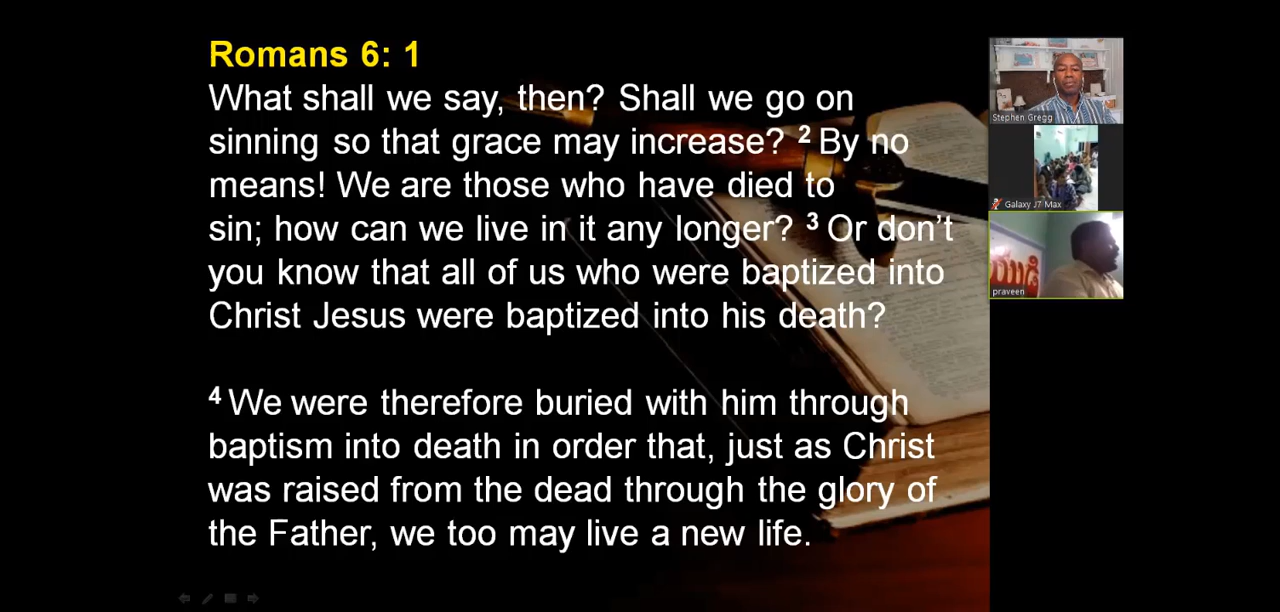 Romans 6: 1
What shall we say, then? Shall we go on
sinning so that grace may increase? 2 By no
means! We are those who have died to
sin; how can we live in it any longer? 3 Or don’t
you know that all of us who were baptized into
Christ Jesus were baptized into his death?
4 We were therefore buried with him through
baptism into death in order that, just as Christ
was raised from the dead through the glory of
the Father, we too may live a new life.
Stephen Gregg
Galaxy J7 Max
praveen